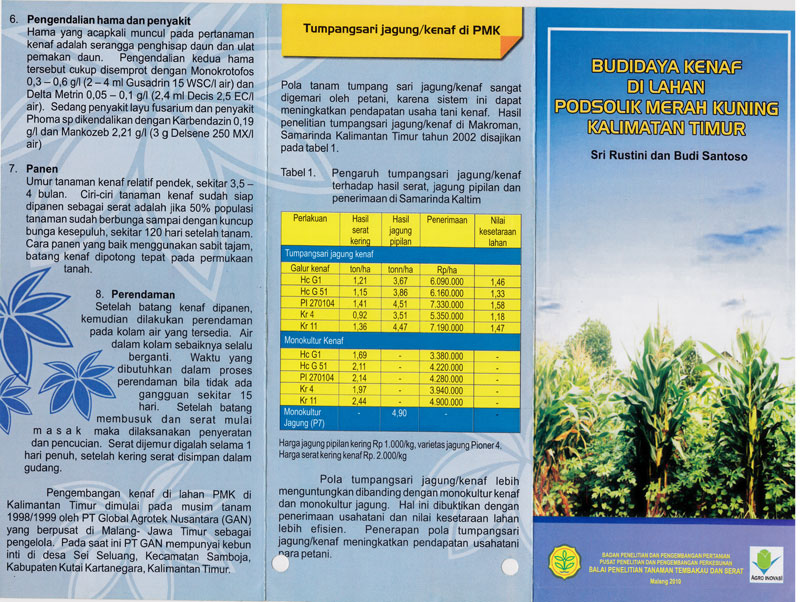 6. Pengendalian hama dan penyakit
Hama yang acapkali muncul pada pertanaman
kenaf adalah serangga penghisap daun dan ulat
pemakan daun. Pengendalian kedua hama
tersebut cukup disemprot dengan Monokrotofos
0,3 – 0,6 g/l (2 – 4 ml Gusadrin 15 WSC/l air) dan
Delta Metrin 0,05 – 0,1 g/l (2,4 ml Decis 2,5 EC/l
air). Sedang penyakit layu fusarium dan penyakit
Phoma sp dikendalikan dengan Karbendazin 0,19
g/l dan Mankozeb 2,21 g/l (3 g Delsene 250 MX/l
air)
7. Panen
Umur tanaman kenaf relatif pendek, sekitar 3,5 –
4 bulan. Ciri-ciri tanaman kenaf sudah siap
dipanen sebagai serat adalah jika 50% populasi
tanaman sudah berbunga sampai dengan kuncup
bunga kesepuluh, sekitar 120 hari setelah tanam.
Cara panen yang baik menggunakan sabit tajam,
batang kenaf dipotong tepat pada permukaan
tanah.
8. Perendaman
Setelah batang kenaf dipanen,
kemudian dilakukan perendaman
pada kolam air yang tersedia. Air
dalam kolam sebaiknya selalu
berganti. Waktu yang
dibutuhkan dalam proses
perendaman bila tidak ada
gangguan sekitar 15
hari. Setelah batang
membusuk dan serat mulai
masak maka dilaksanakan penyeratan
dan pencucian. Serat dijemur digalah selama 1
hari penuh, setelah kering serat disimpan dalam
gudang.
Pengembangan kenaf di lahan PMK di
Kalimantan Timur dimulai pada musim tanam
1998/1999 oleh PT Global Agrotek Nusantara (GAN)
yang berpusat di Malang- Jawa Timur sebagai
pengelola. Pada saat ini PT GAN mempunyai kebun
inti di desa Sei Seluang, Kecamatan Samboja,
Kabupaten Kutai Kartanegara, Kalimantan Timur.
Tumpangsari jagung/kenaf di PMK
Pola tanam tumpang sari jagung/kenaf sangat
digemari oleh petani, karena sistem ini dapat
meningkatkan pendapatan usaha tani kenaf. Hasil
penelitian tumpangsari jagung/kenaf di Makroman,
Samarinda Kalimantan Timur tahun 2002 disajikan
pada tabel 1.
Tabel 1. Pengaruh tumpangsari jagung/kenaf
terhadap hasil serat, jagung pipilan dan
penerimaan di Samarinda Kaltim
Perlakuan Hasil serat kering Hasil jagung pipilan Penerimaan Nilai kesetaraan lahan
Tumpangsari jagung kenaf
Galur kenaf ton/ha tonn/ha Rp/ha
Hc G1 1,21 3,67 6.090.000 1,46
Hc G 51 1,15 3,86 6.160.000 1,33
PI 270104 1,41 4,51 7.330.000 1,58
Kr 4 0,92 3,51 5.350.000 1,18
Kr 11 1,36 4,47 7.190.000 1,47
Monokultur Kenaf
Hc G1 1,69 - 3.380.000 -
Hc G 51 2,11 - 4.220.000 -
PI 270104 2,14 - 4.280.000 -
Kr 4 1,97 - 3.940.000 -
Kr 11 2,44 - 4.900.000 -
Monokultur Jagung (P7) - 4,90 - -
Harga jagung pipilan kering Rp 1.000/kg, varietas jagung Pioner 4.
Harga serat kering kenaf Rp. 2.000/kg
Pola tumpangsari jagung/kenaf lebih
menguntungkan dibanding dengan monokultur kenaf
dan monokultur jagung. Hal ini dibuktikan dengan
penerimaan usahatani dan nilai kesetaraan lahan
lebih efisien. Penerapan pola tumpangsari
jagung/kenaf meningkatkan pendapatan usahatani
para petani.
BUDIDAYA KENAF
DI LAHAN
PODSOLIK MERAH KUNING
KALIMATAN TIMUR
Sri Rustini dan Budi Santoso
BADAN PENELITIAN DAN PENGEMBANGAN PERTANIAN
PUSAT PENELITIAN DAN PENGEMBANGAN PERKEBUNAN
BALAI PENELITIAN TANAMAN TEMBAKAU DAN SERAT
Malang 2010
AGRO INOVASI